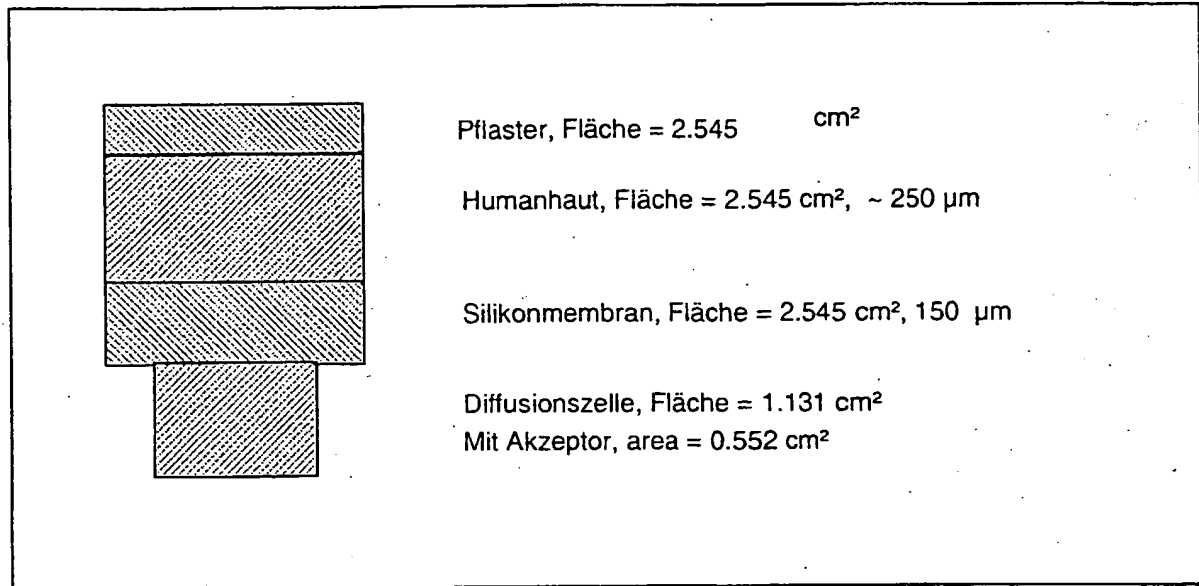 Pflaster, Fläche = 2.545 cm²
Humanhaut, Fläche = 2.545 cm², ~ 250 µm
Silikonmembran, Fläche = 2.545 cm², 150 µm
Diffusionszelle, Fläche = 1.131 cm²
Mit Akzeptor, area = 0.552 cm²